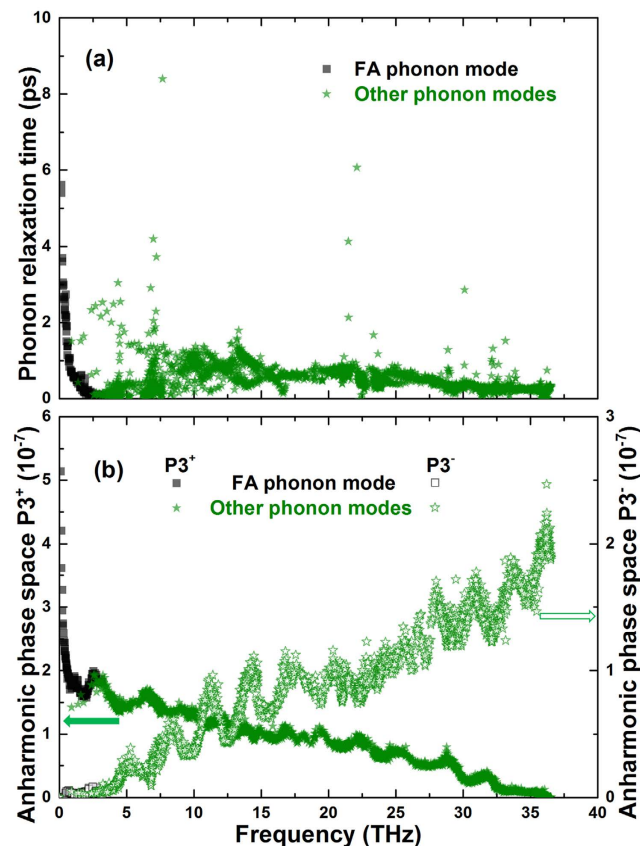 10
8
6
4
2
0
Phonon relaxation time (ps)
(a)
FA phonon mode
Other phonon modes
6
5
4
3
2
1
0
Anharmonic phase space P3⁺ (10⁻⁷)
(b)
P3⁺ P3⁻
FA phonon mode
Other phonon modes
3
2
1
0
Anharmonic phase space P3⁻ (10⁻⁷)
0 5 10 15 20 25 30 35 40
Frequency (THz)